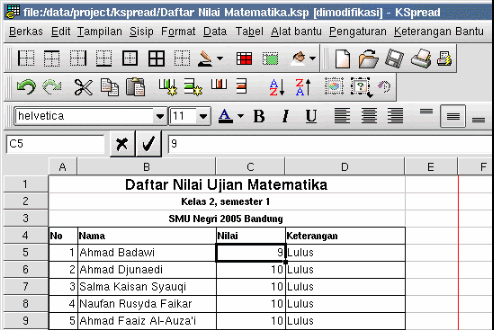 file:/data/project/kspread/Daftar Nilai Matematika.ksp [dimodifikasi] - KSpread
Berkas Edit Tampilan Sisip Format Data Tabel Alat bantu Pengaturan Keterangan Bantu
helvetica 11 A B I U
C5 9
A B C D E F
1 Daftar Nilai Ujian Matematika
2 Kelas 2, semester 1
3 SMU Negri 2005 Bandung
4 No Nama Nilai Keterangan
5 1 Ahmad Badawi 9 Lulus
6 2 Ahmad Djunaedi 10 Lulus
7 3 Salma Kaisan Syauqi 10 Lulus
8 4 Naufan Rusyda Faikar 10 Lulus
9 5 Ahmad Faaiz Al-Auza'i 10 Lulus